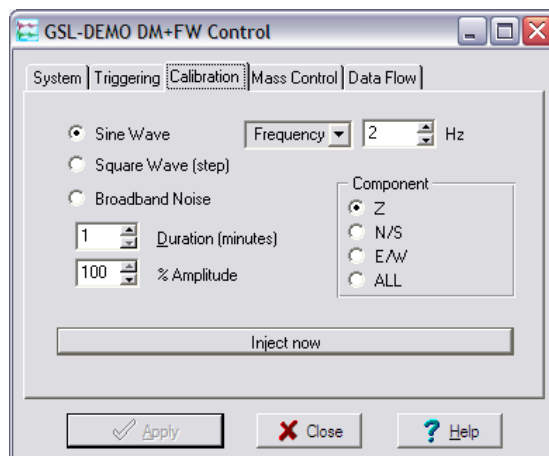 GSL-DEMO DM+FW Control
System Triggering Calibration Mass Control Data Flow
Sine Wave Frequency 2 Hz
Square Wave (step)
Broadband Noise
Component
Z
N/S
E/W
ALL
1 Duration (minutes)
100 % Amplitude
Inject now
Apply Close Help